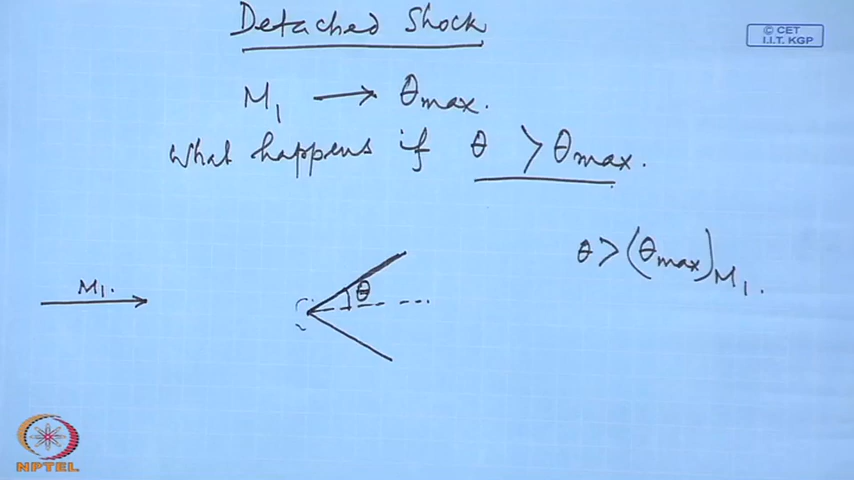 Detached Shock
© CET
I.I.T. KGP
M₁ ⟶ θmax.
What happens if θ > θmax.
θ > (θmax)M₁.
M₁.
θ
NPTEL